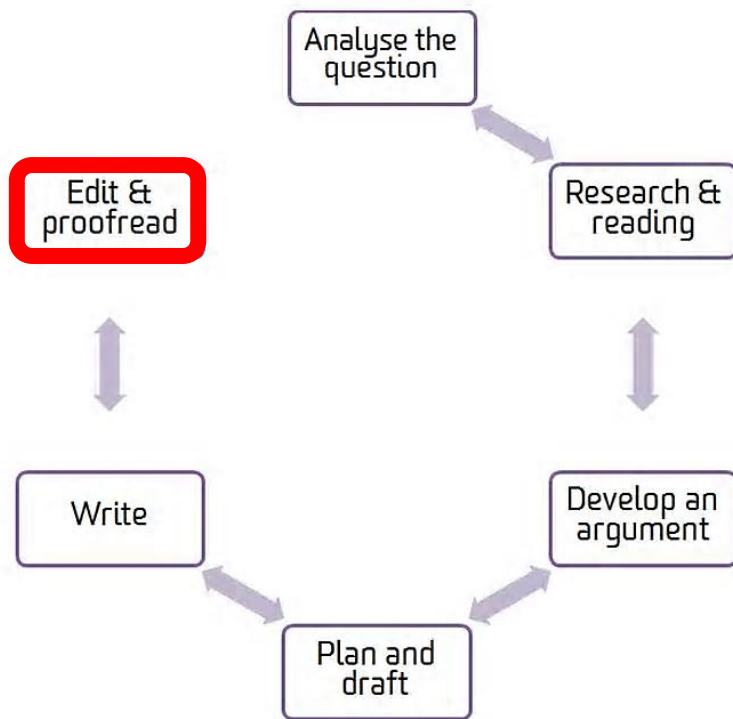 Analyse the
question
Research &
reading
Develop an
argument
Plan and
draft
Write
Edit &
proofread